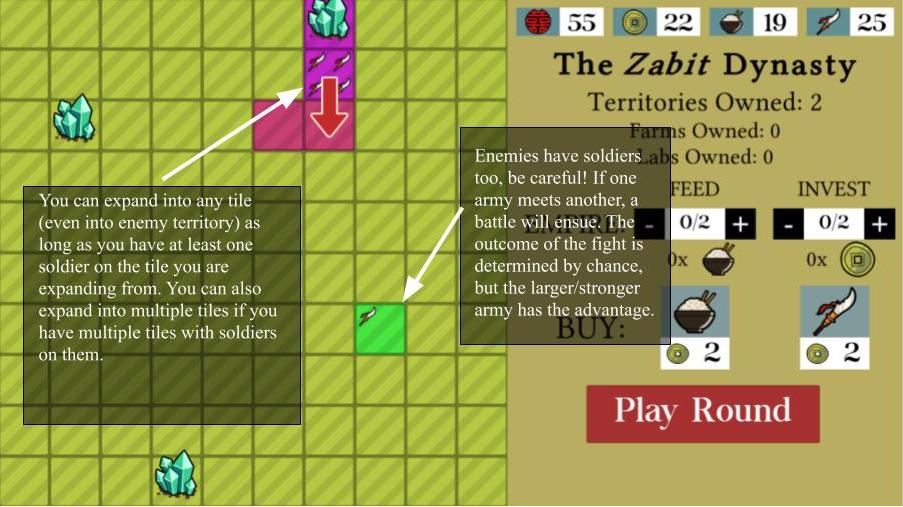 55 22 19 25
The Zabit Dynasty
Territories Owned: 2
Farms Owned: 0
Labs Owned: 0
You can expand into any tile
(even into enemy territory) as
long as you have at least one
soldier on the tile you are
expanding from. You can also
expand into multiple tiles if you
have multiple tiles with soldiers
on them.
Enemies have soldiers
too, be careful! If one
army meets another, a
battle will ensue. The
outcome of the fight is
determined by chance,
but the larger/stronger
army has the advantage.
FEED INVEST
EMPIRE: - 0/2 + - 0/2 +
0x 0x
BUY:
2 2
Play Round